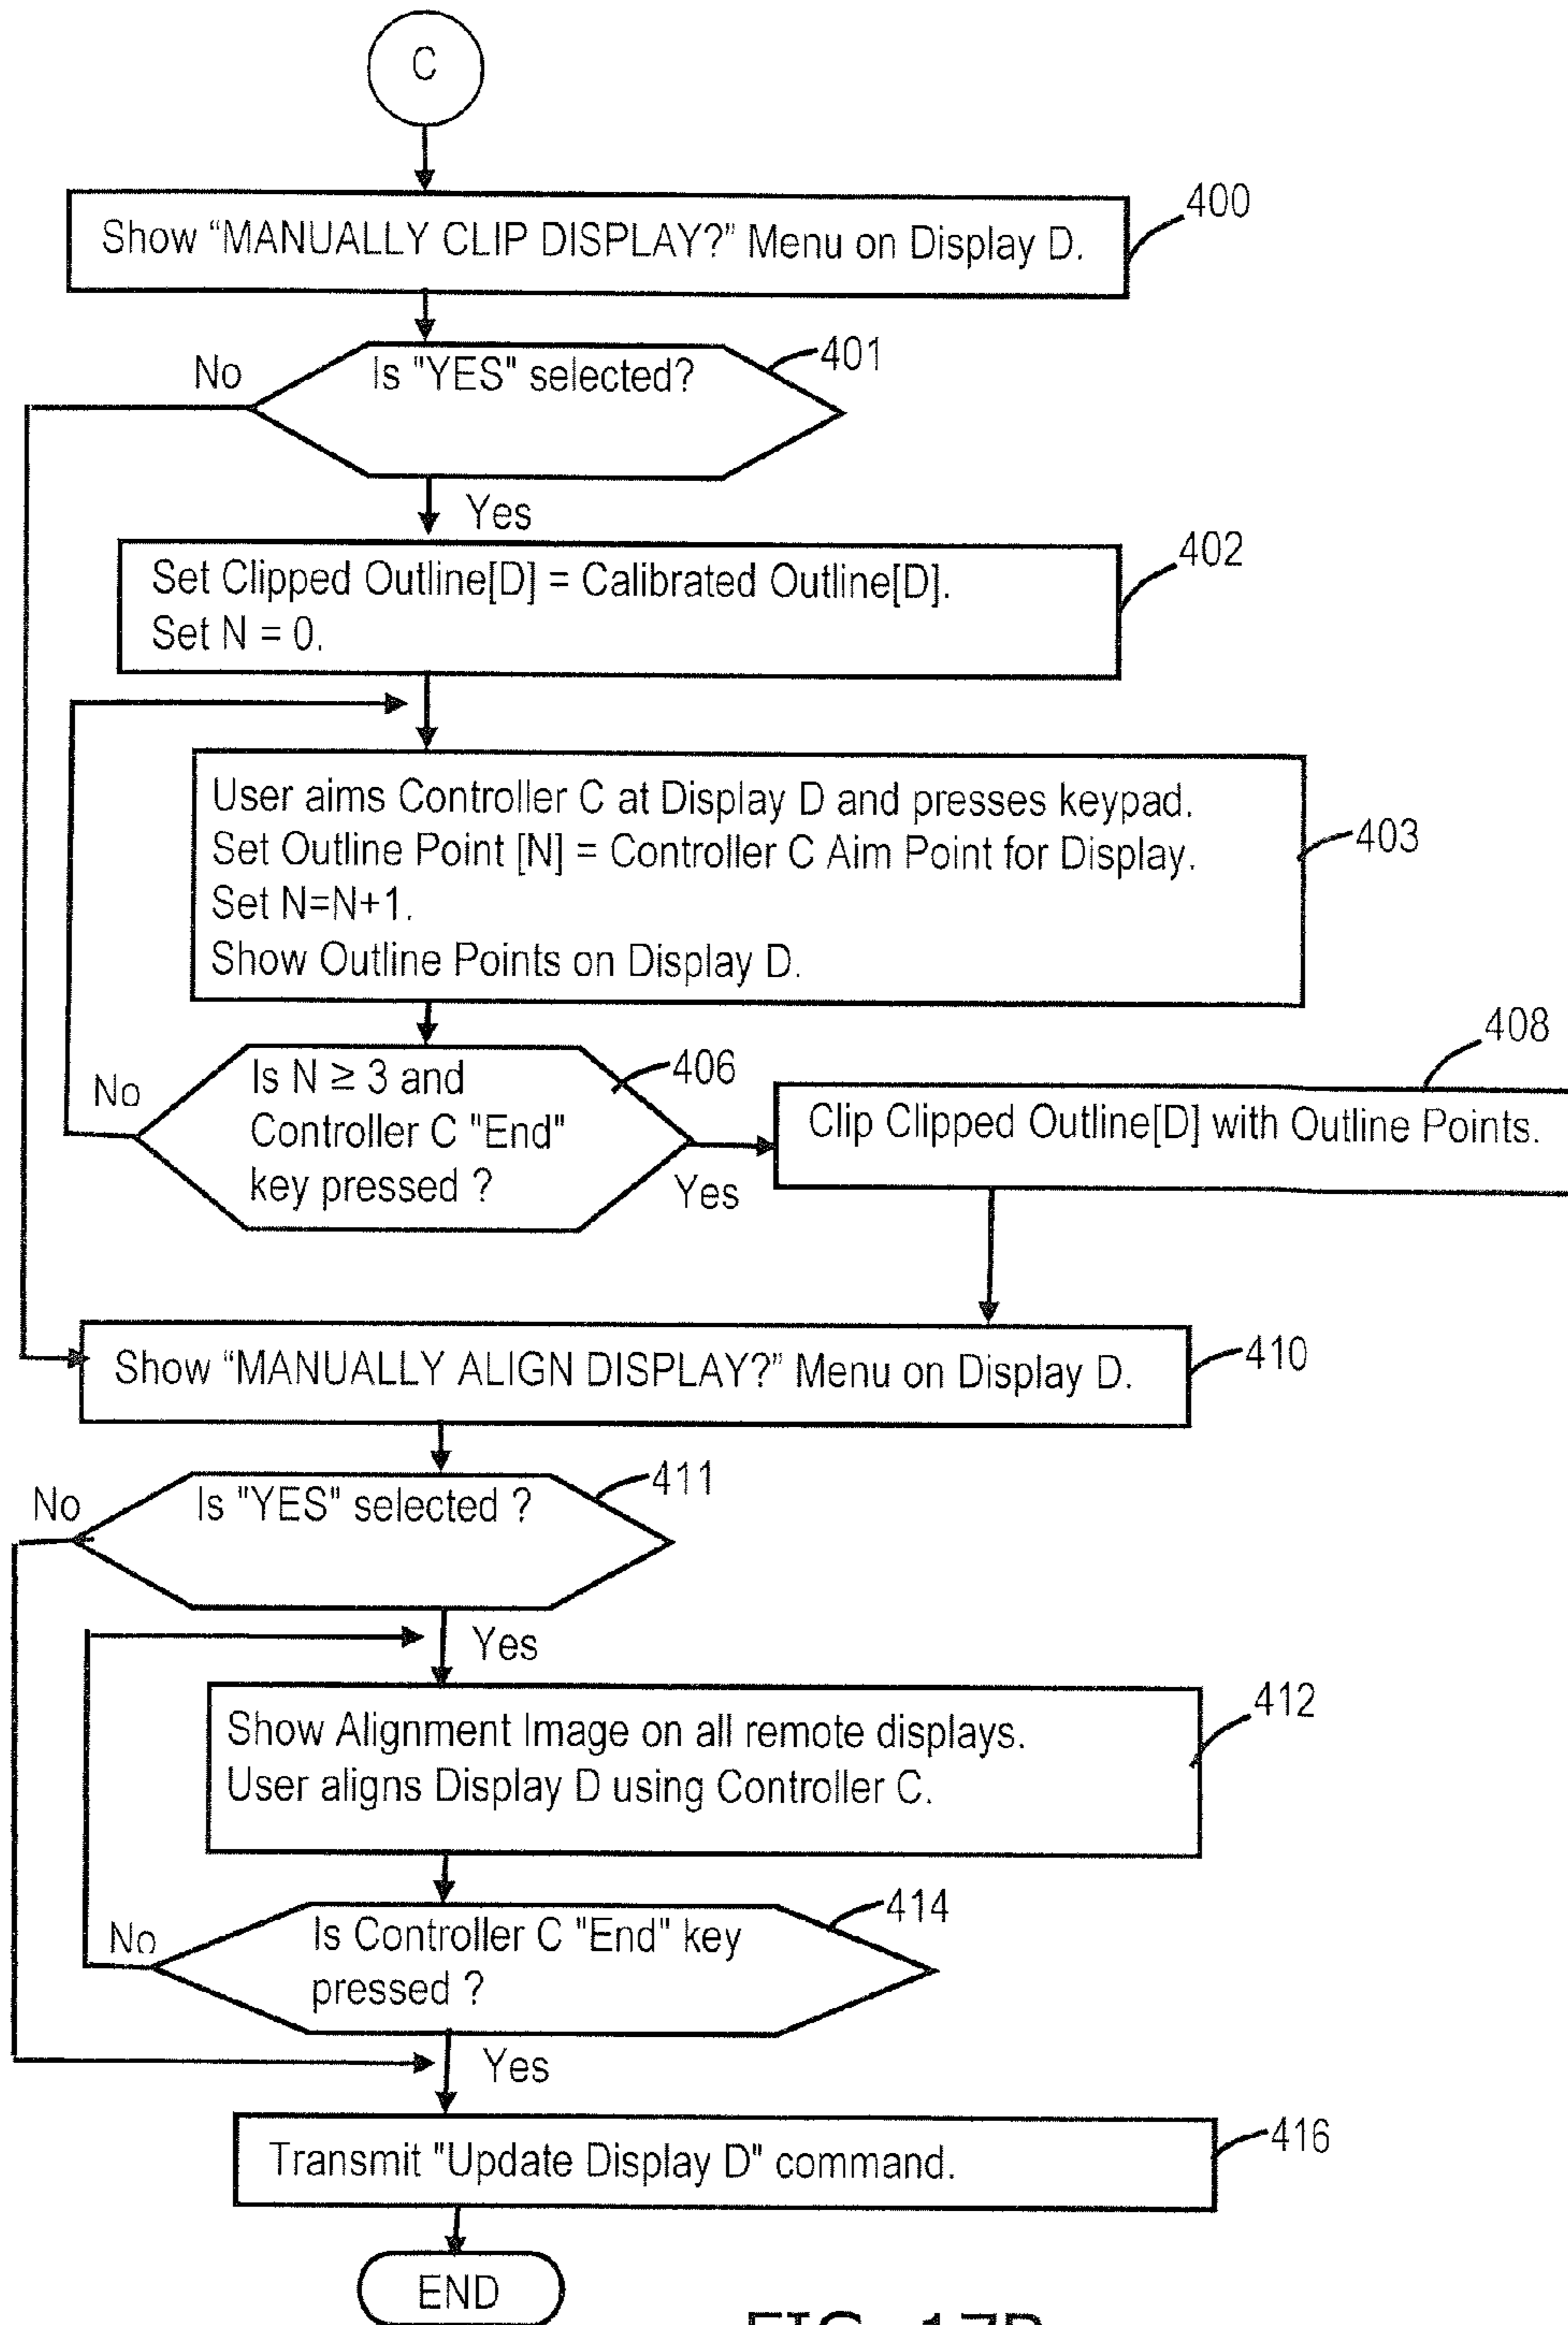 C
Show “MANUALLY CLIP DISPLAY?” Menu on Display D.
400
Is "YES" selected?
401
No
Yes
Set Clipped Outline[D] = Calibrated Outline[D].
Set N = 0.
402
User aims Controller C at Display D and presses keypad.
Set Outline Point [N] = Controller C Aim Point for Display.
Set N=N+1.
Show Outline Points on Display D.
403
Is N ≥ 3 and
Controller C "End"
key pressed ?
406
No
Yes
Clip Clipped Outline[D] with Outline Points.
408
Show “MANUALLY ALIGN DISPLAY?” Menu on Display D.
410
Is "YES" selected ?
411
No
Yes
Show Alignment Image on all remote displays.
User aligns Display D using Controller C.
412
Is Controller C "End" key
pressed ?
414
No
Yes
Transmit "Update Display D" command.
416
END